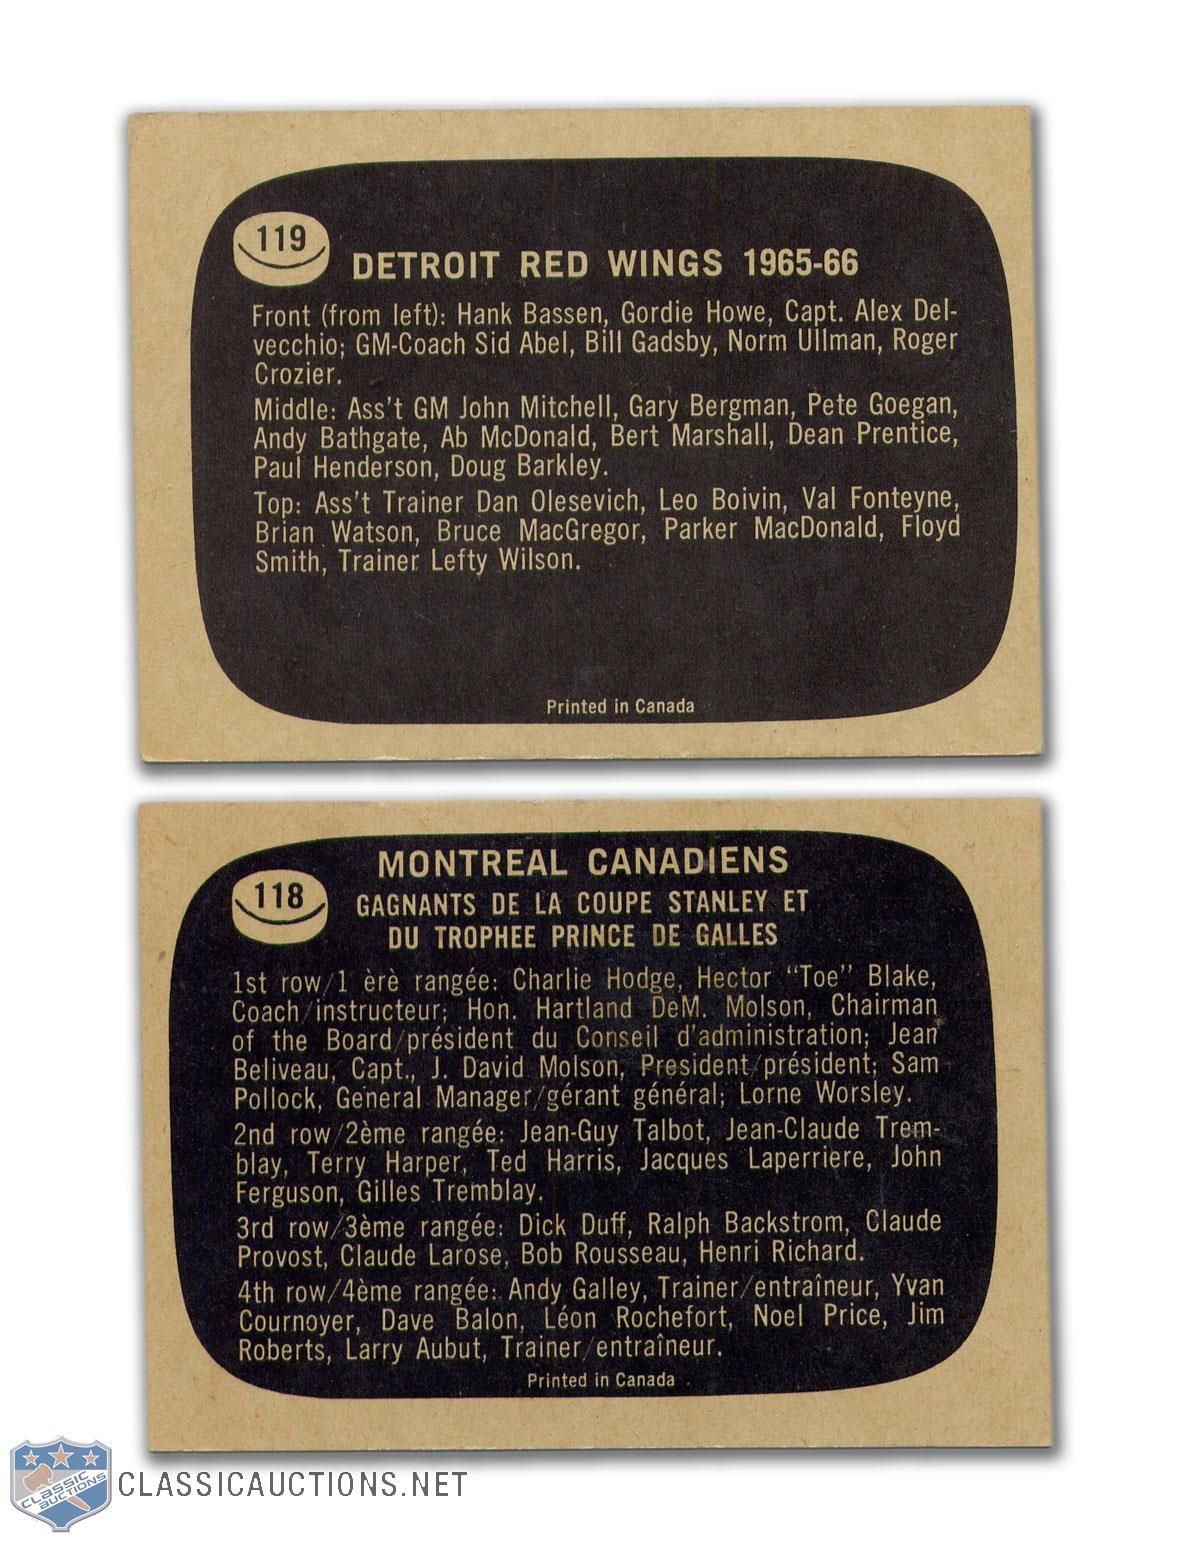 119
DETROIT RED WINGS 1965-66
Front (from left): Hank Bassen, Gordie Howe, Capt. Alex Del-
vecchio; GM-Coach Sid Abel, Bill Gadsby, Norm Ullman, Roger
Crozier.
Middle: Ass't GM John Mitchell, Gary Bergman, Pete Goegan,
Andy Bathgate, Ab McDonald, Bert Marshall, Dean Prentice,
Paul Henderson, Doug Barkley.
Top: Ass't Trainer Dan Olesevich, Leo Boivin, Val Fonteyne,
Brian Watson, Bruce MacGregor, Parker MacDonald, Floyd
Smith, Trainer Lefty Wilson.
Printed in Canada
118
MONTREAL CANADIENS
GAGNANTS DE LA COUPE STANLEY ET
DU TROPHEE PRINCE DE GALLES
1st row/1 èrè rangée: Charlie Hodge, Hector "Toe" Blake,
Coach/instructeur; Hon. Hartland DeM. Molson, Chairman
of the Board/président du Conseil d'administration; Jean
Beliveau, Capt., J. David Molson, President/président; Sam
Pollock, General Manager/gérant général; Lorne Worsley.
2nd row/2ème rangée: Jean-Guy Talbot, Jean-Claude Trem-
blay, Terry Harper, Ted Harris, Jacques Laperriere, John
Ferguson, Gilles Tremblay.
3rd row/3ème rangée: Dick Duff, Ralph Backstrom, Claude
Provost, Claude Larose, Bob Rousseau, Henri Richard.
4th row/4ème rangée: Andy Galley, Trainer/entraîneur, Yvan
Cournoyer, Dave Balon, Léon Rochefort, Noel Price, Jim
Roberts, Larry Aubut, Trainer/entraîneur.
Printed in Canada
CLASSIC
AUCTIONS
CLASSICAUCTIONS.NET